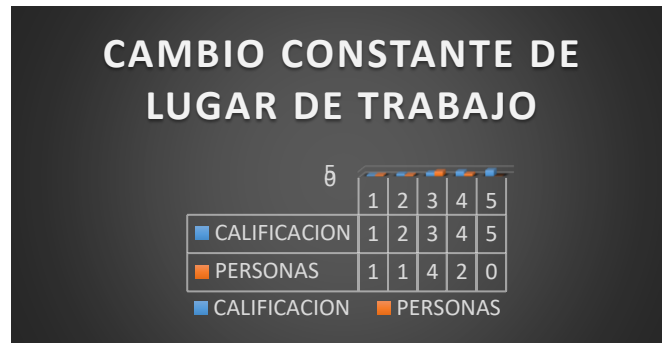 CAMBIO CONSTANTE DE
LUGAR DE TRABAJO
5
0
1 2 3 4 5
CALIFICACION 1 2 3 4 5
PERSONAS 1 1 4 2 0
CALIFICACION PERSONAS